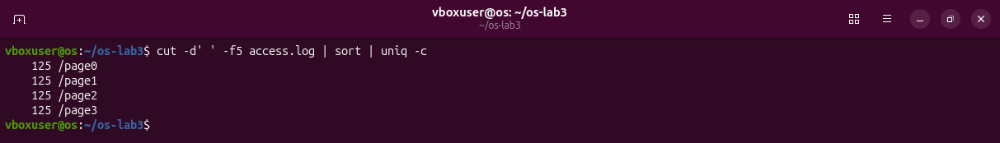 vboxuser@os: ~/os-lab3
~/os-lab3
vboxuser@os:~/os-lab3$ cut -d' ' -f5 access.log | sort | uniq -c
    125 /page0
    125 /page1
    125 /page2
    125 /page3
vboxuser@os:~/os-lab3$